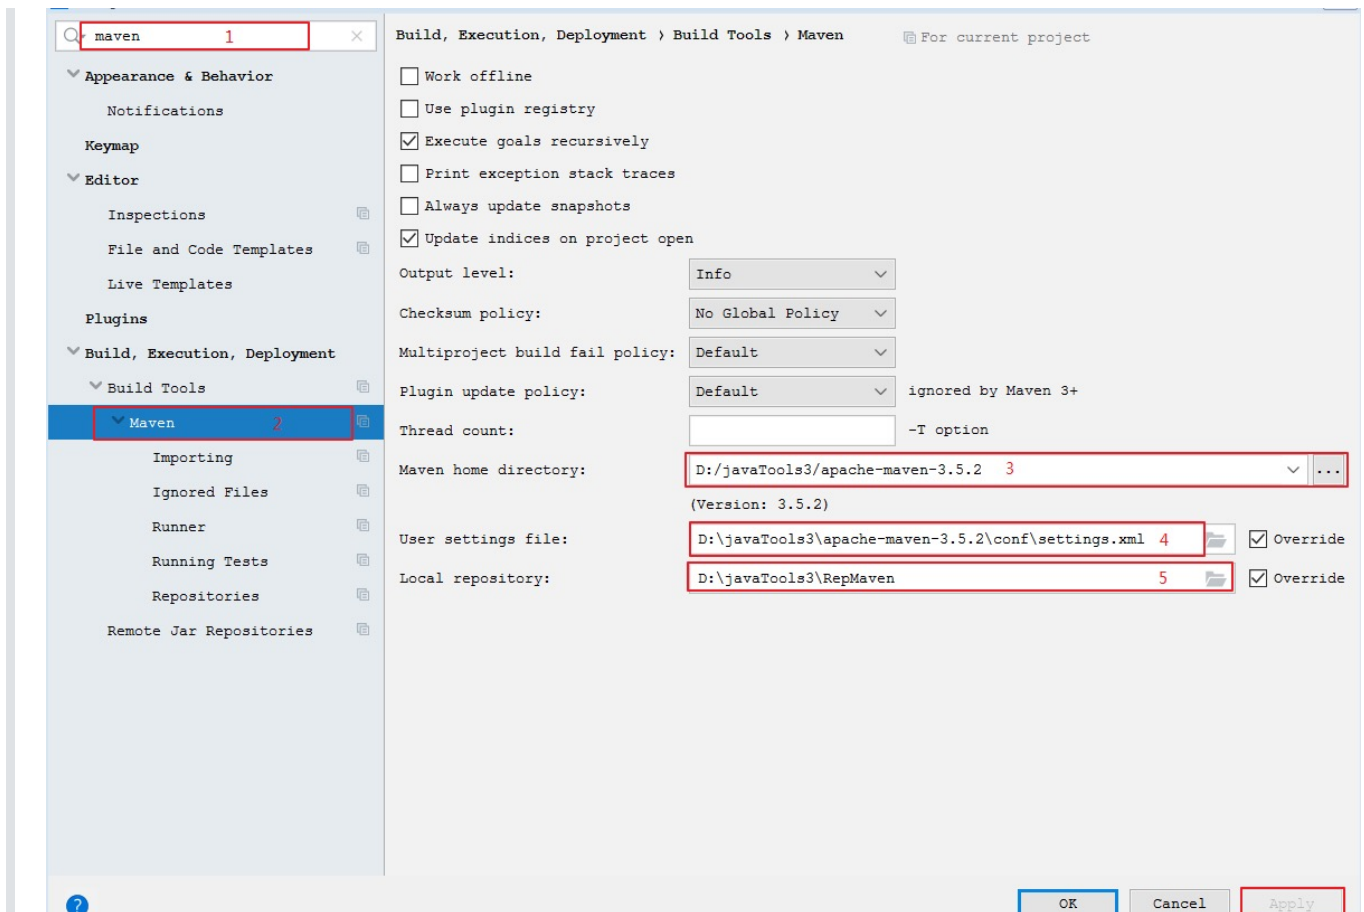 maven 1
Build, Execution, Deployment › Build Tools › Maven For current project
Appearance & Behavior
Notifications
Keymap
Editor
Inspections
File and Code Templates
Live Templates
Plugins
Build, Execution, Deployment
Build Tools
Maven 2
Importing
Ignored Files
Runner
Running Tests
Repositories
Remote Jar Repositories
Work offline
Use plugin registry
Execute goals recursively
Print exception stack traces
Always update snapshots
Update indices on project open
Output level: Info
Checksum policy: No Global Policy
Multiproject build fail policy: Default
Plugin update policy: Default ignored by Maven 3+
Thread count: -T option
Maven home directory: D:/javaTools3/apache-maven-3.5.2 3 ...
(Version: 3.5.2)
User settings file: D:\javaTools3\apache-maven-3.5.2\conf\settings.xml 4 Override
Local repository: D:\javaTools3\RepMaven 5 Override
? OK Cancel Apply